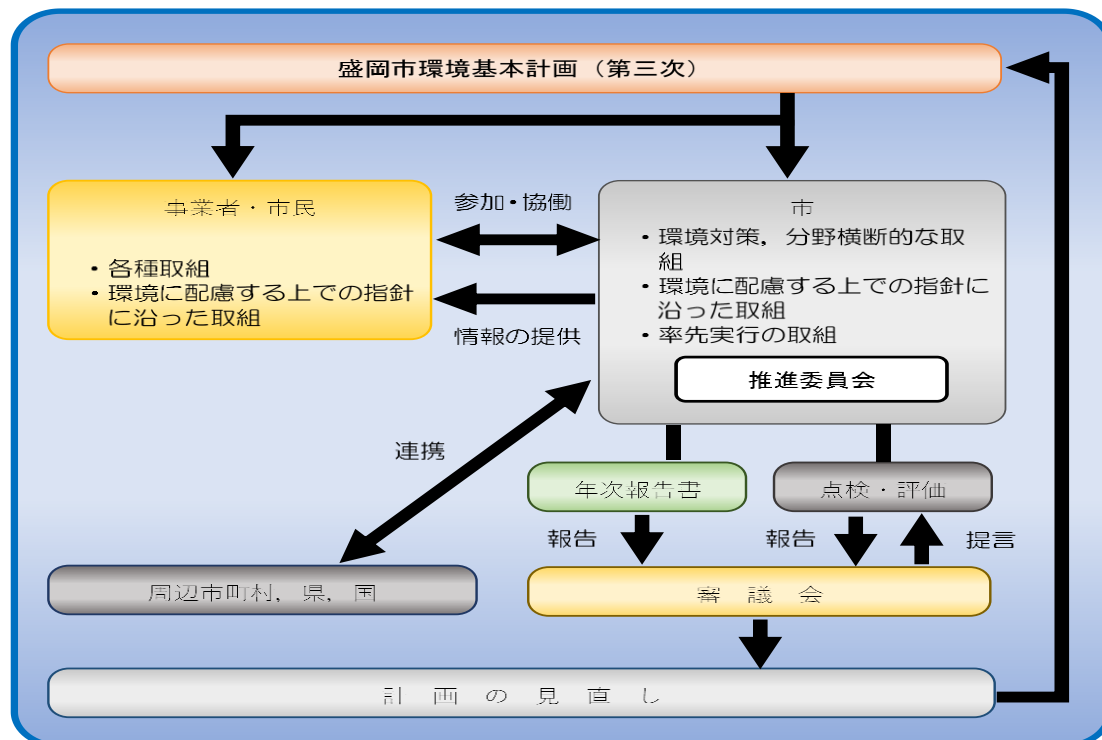 盛岡市環境基本計画（第三次）
事業者・市民
・各種取組
・環境に配慮する上での指針
に沿った取組
参加・協働
情報の提供
市
・環境対策，分野横断的な取
組
・環境に配慮する上での指針に
沿った取組
・率先実行の取組
推進委員会
連携
年次報告書
点検・評価
報告
報告
提言
周辺市町村，県，国
審　議　会
計　画　の　見　直　し